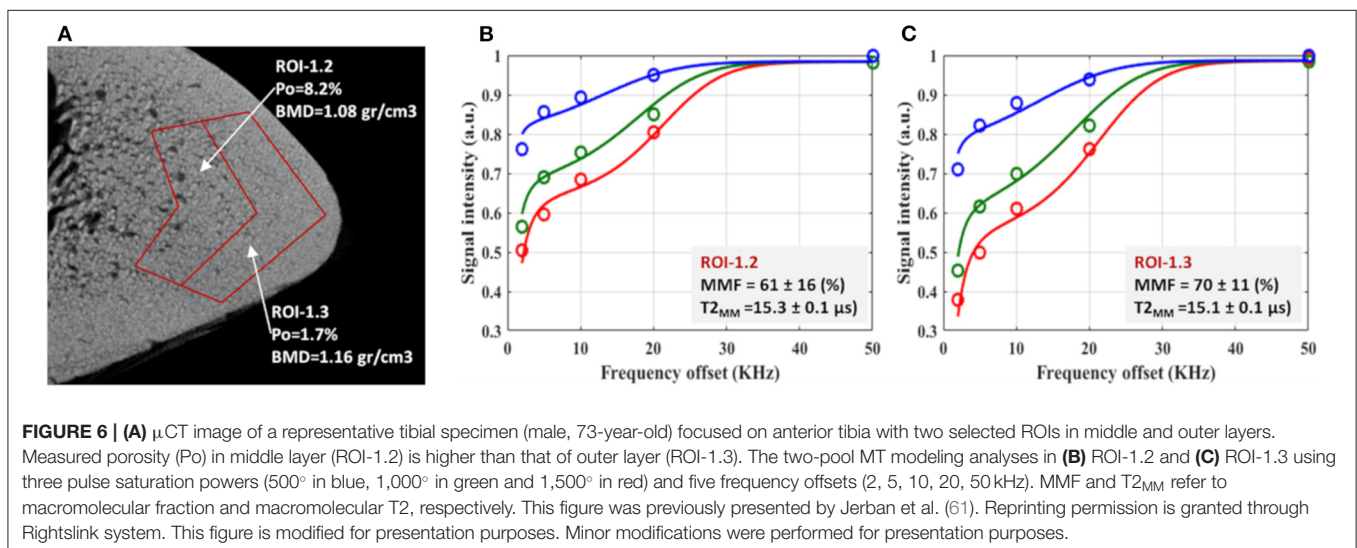 A
ROI-1.2
Po=8.2%
BMD=1.08 gr/cm3
ROI-1.3
Po=1.7%
BMD=1.16 gr/cm3
B
Signal intensity (a.u.)
1
0.9
0.8
0.7
0.6
0.5
0.4
0.3
0
10
20
30
40
50
Frequency offset (KHz)
ROI-1.2
MMF = 61 ± 16 (%)
T2MM =15.3 ± 0.1 µs)
C
Signal intensity (a.u.)
1
0.9
0.8
0.7
0.6
0.5
0.4
0.3
0
10
20
30
40
50
Frequency offset (KHz)
ROI-1.3
MMF = 70 ± 11 (%)
T2MM =15.1 ± 0.1 µs)
FIGURE 6 | (A) µCT image of a representative tibial specimen (male, 73-year-old) focused on anterior tibia with two selected ROIs in middle and outer layers.
Measured porosity (Po) in middle layer (ROI-1.2) is higher than that of outer layer (ROI-1.3). The two-pool MT modeling analyses in (B) ROI-1.2 and (C) ROI-1.3 using
three pulse saturation powers (500° in blue, 1,000° in green and 1,500° in red) and five frequency offsets (2, 5, 10, 20, 50 kHz). MMF and T2MM refer to
macromolecular fraction and macromolecular T2, respectively. This figure was previously presented by Jerban et al. (61). Reprinting permission is granted through
Rightslink system. This figure is modified for presentation purposes. Minor modifications were performed for presentation purposes.